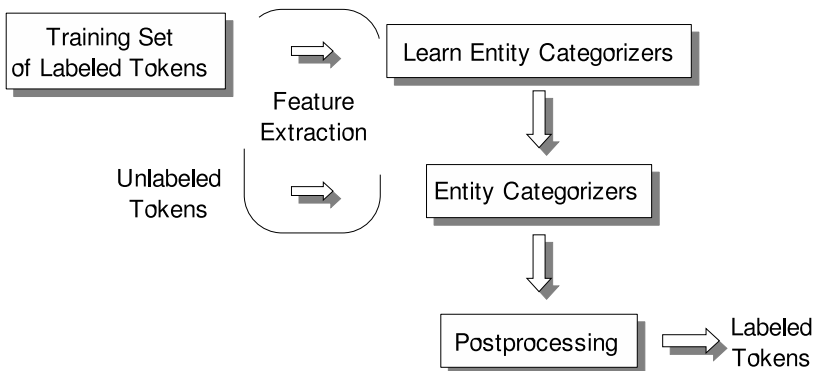 Training Set
of Labeled Tokens
Learn Entity Categorizers
Feature
Extraction
Unlabeled
Tokens
Entity Categorizers
Postprocessing
Labeled
Tokens